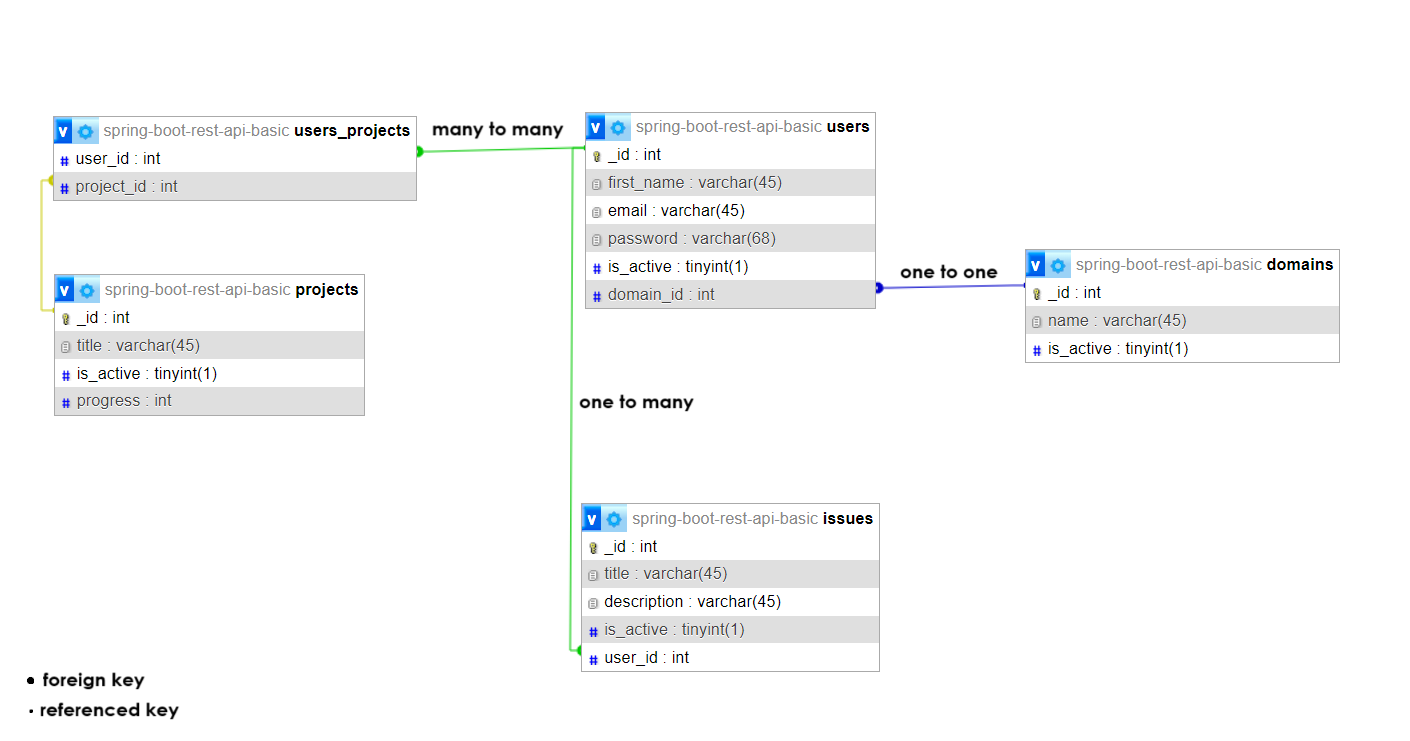 v spring-boot-rest-api-basic users_projects
# user_id : int
# project_id : int
many to many
v spring-boot-rest-api-basic users
_id : int
first_name : varchar(45)
email : varchar(45)
password : varchar(68)
# is_active : tinyint(1)
# domain_id : int
one to one
v spring-boot-rest-api-basic domains
_id : int
name : varchar(45)
# is_active : tinyint(1)
v spring-boot-rest-api-basic projects
_id : int
title : varchar(45)
# is_active : tinyint(1)
# progress : int
one to many
v spring-boot-rest-api-basic issues
_id : int
title : varchar(45)
description : varchar(45)
# is_active : tinyint(1)
# user_id : int
• foreign key
· referenced key